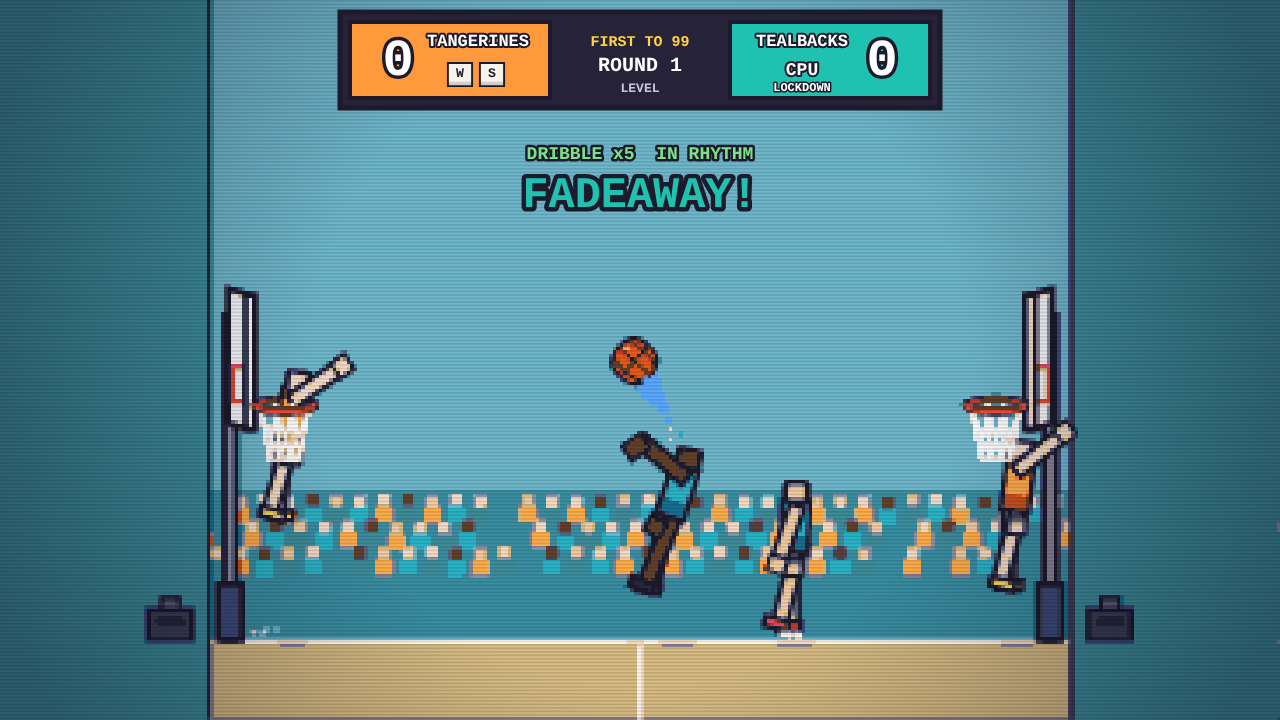 0 TANGERINES
W S
FIRST TO 99
ROUND 1
LEVEL
TEALBACKS 0
CPU
LOCKDOWN
DRIBBLE x5 IN RHYTHM
FADEAWAY!